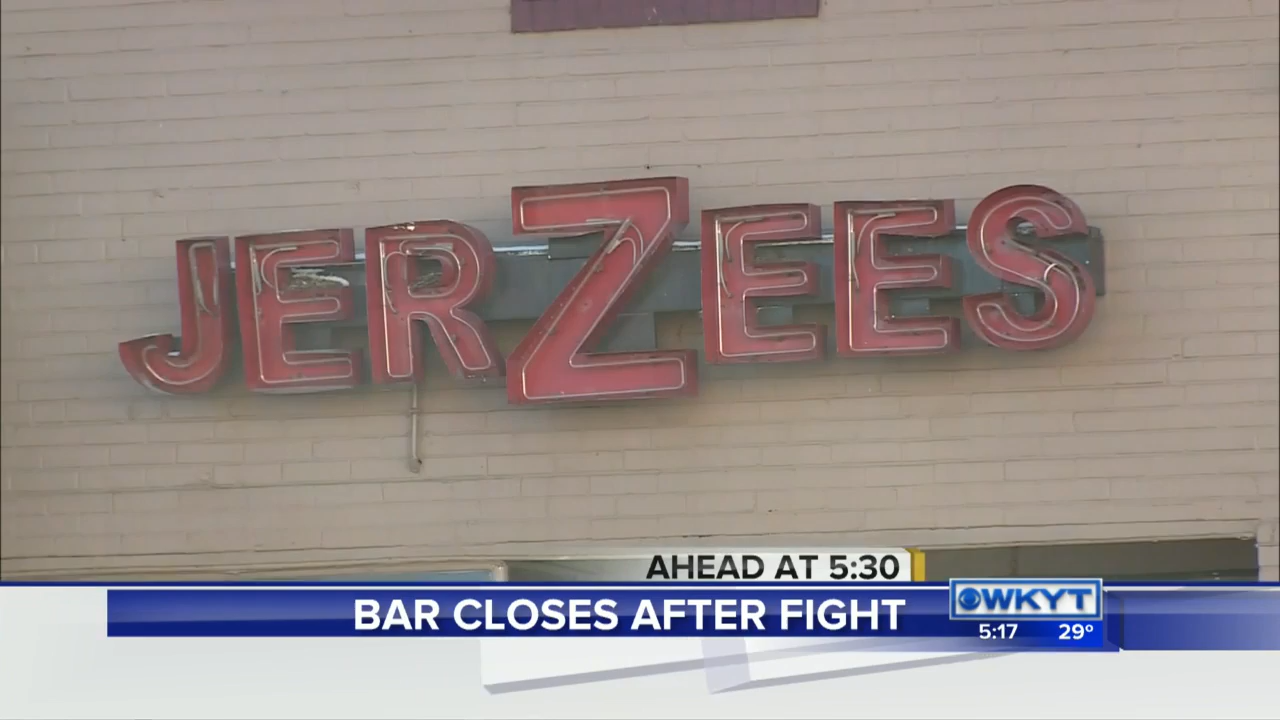 JERZEES
AHEAD AT 5:30
BAR CLOSES AFTER FIGHT
WKYT
5:17 29°